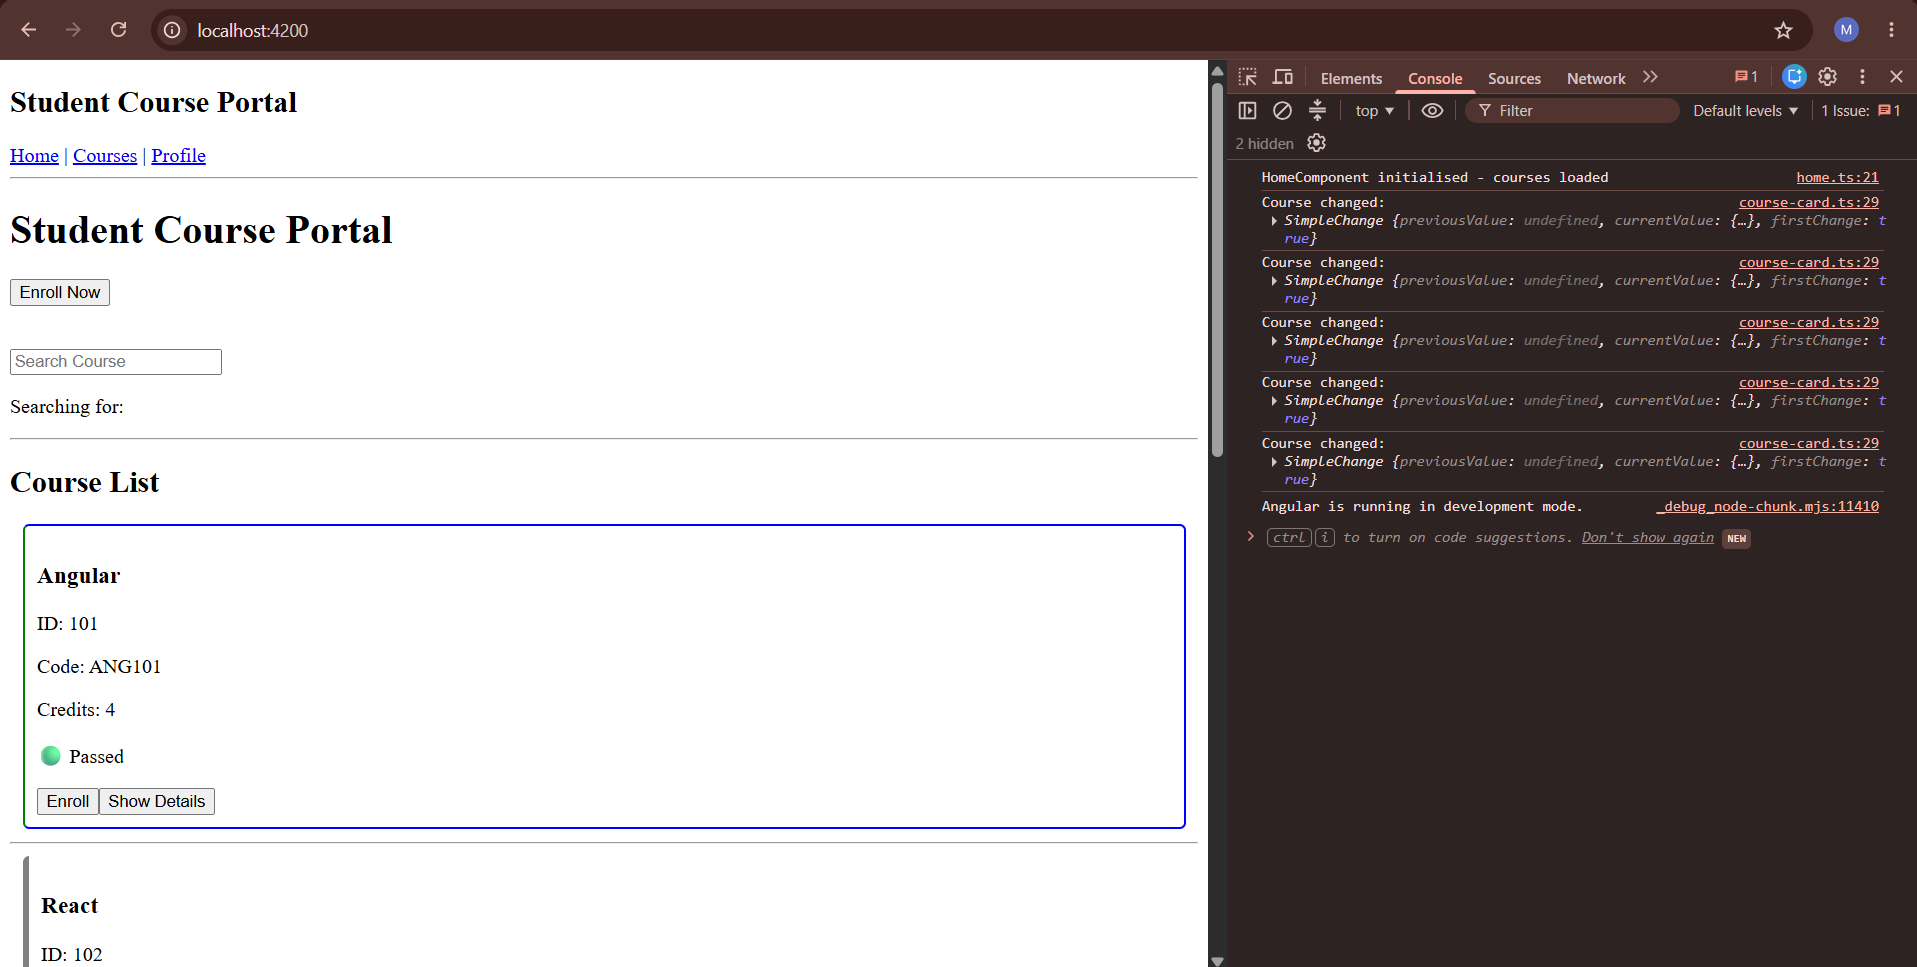 localhost:4200
M
Student Course Portal
Home | Courses | Profile
Student Course Portal
Enroll Now
Search Course
Searching for:
Course List
Angular
ID: 101
Code: ANG101
Credits: 4
Passed
Enroll Show Details
React
ID: 102
Elements Console Sources Network 1
top Filter Default levels 1 Issue: 1
2 hidden
HomeComponent initialised - courses loaded home.ts:21
Course changed: course-card.ts:29
SimpleChange {previousValue: undefined, currentValue: {…}, firstChange: t
rue}
Course changed: course-card.ts:29
SimpleChange {previousValue: undefined, currentValue: {…}, firstChange: t
rue}
Course changed: course-card.ts:29
SimpleChange {previousValue: undefined, currentValue: {…}, firstChange: t
rue}
Course changed: course-card.ts:29
SimpleChange {previousValue: undefined, currentValue: {…}, firstChange: t
rue}
Course changed: course-card.ts:29
SimpleChange {previousValue: undefined, currentValue: {…}, firstChange: t
rue}
Angular is running in development mode. _debug_node-chunk.mjs:11410
ctrl i to turn on code suggestions. Don't show again NEW